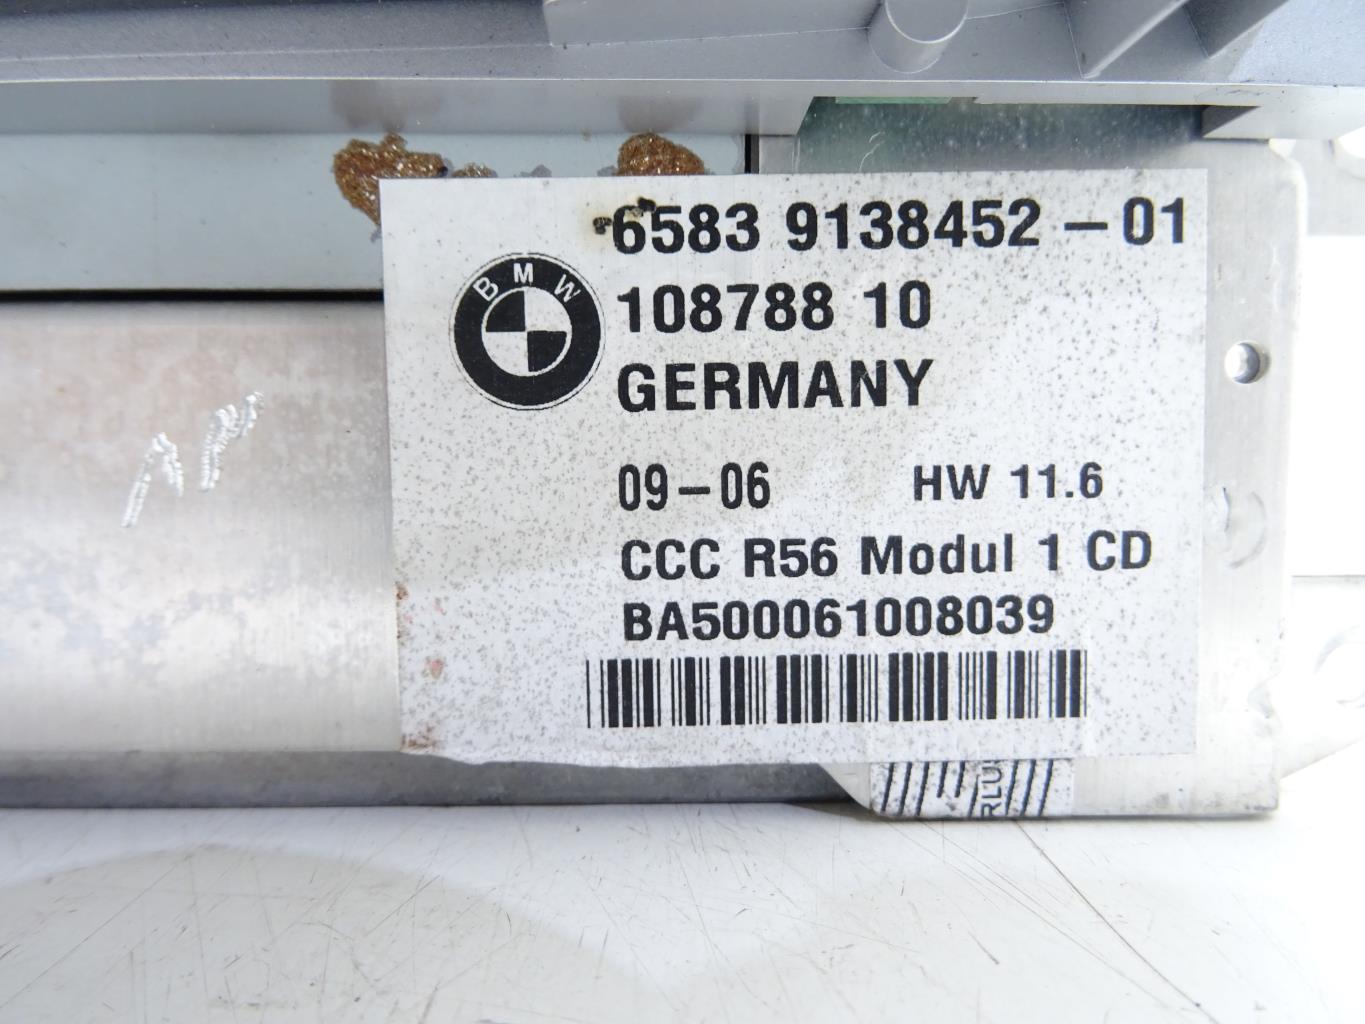 6583 9138452-01
BMW
108788 10
GERMANY
09-06 HW 11.6
CCC R56 Modul 1 CD
BA500061008039